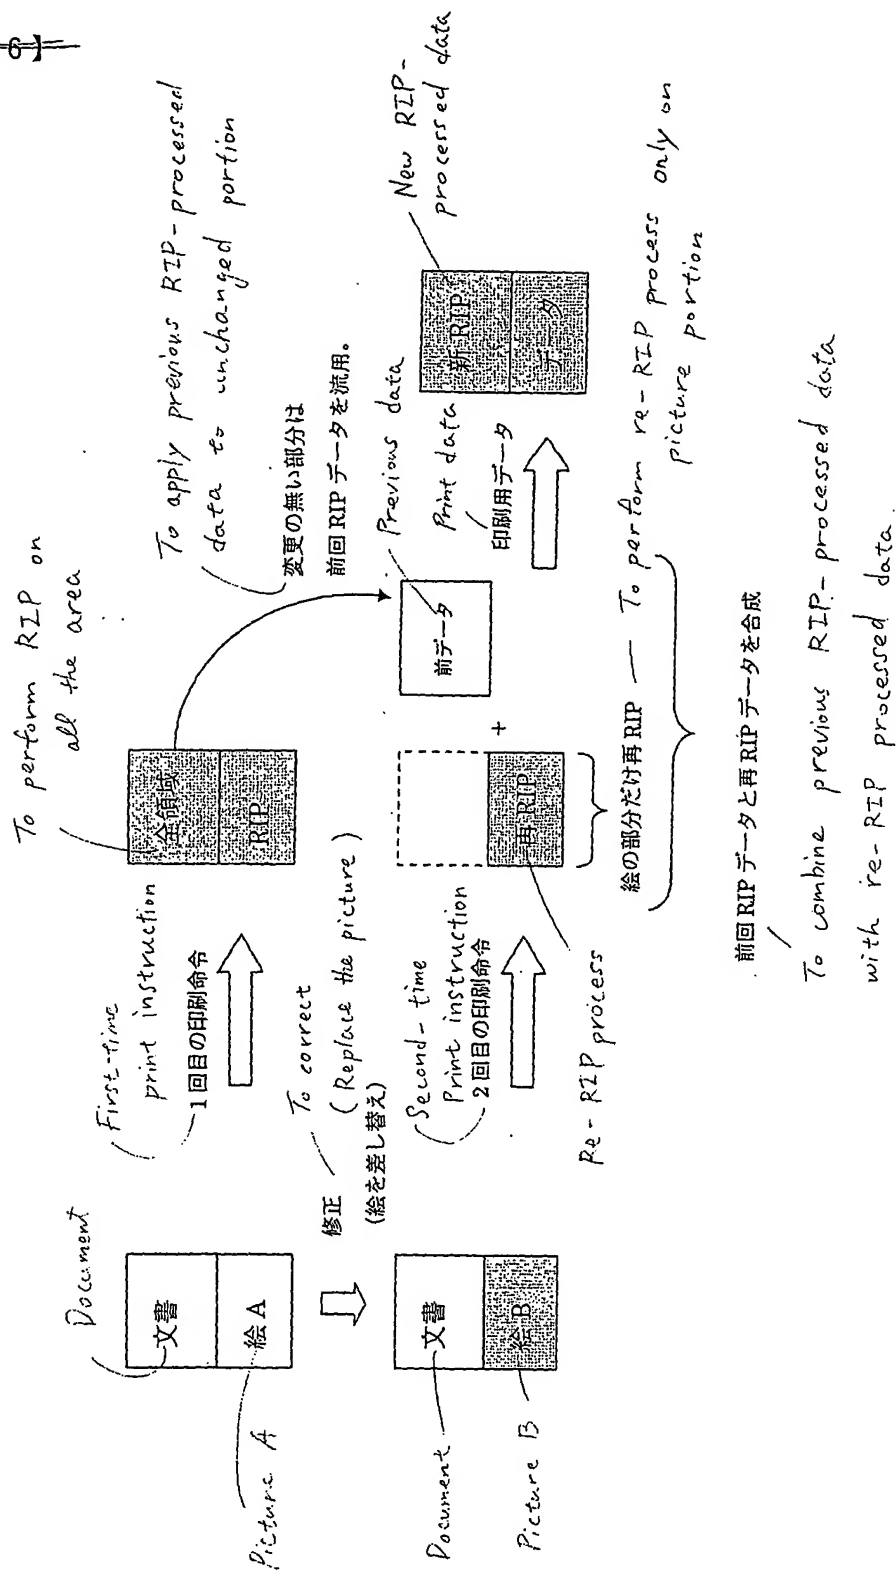 6】
Document
文書
絵A
Picture A
First-time
print instruction
1回目の印刷命令
To perform RIP on
all the area
全領域
RIP
To apply previous RIP-processed
data to unchanged portion
変更の無い部分は
前回RIPデータを流用。
修正
(絵を差し替え)
To correct
(Replace the picture)
Document
文書
絵B
Picture B
Second-time
Print instruction
2回目の印刷命令
再RIP
Re-RIP process
+
前データ
Previous data
Print data
印刷用データ
新RIP
データ
New RIP-
processed data
絵の部分だけ再RIP
To perform re-RIP process only on
picture portion
前回RIPデータと再RIPデータを合成
To combine previous RIP-processed data
with re-RIP processed data.